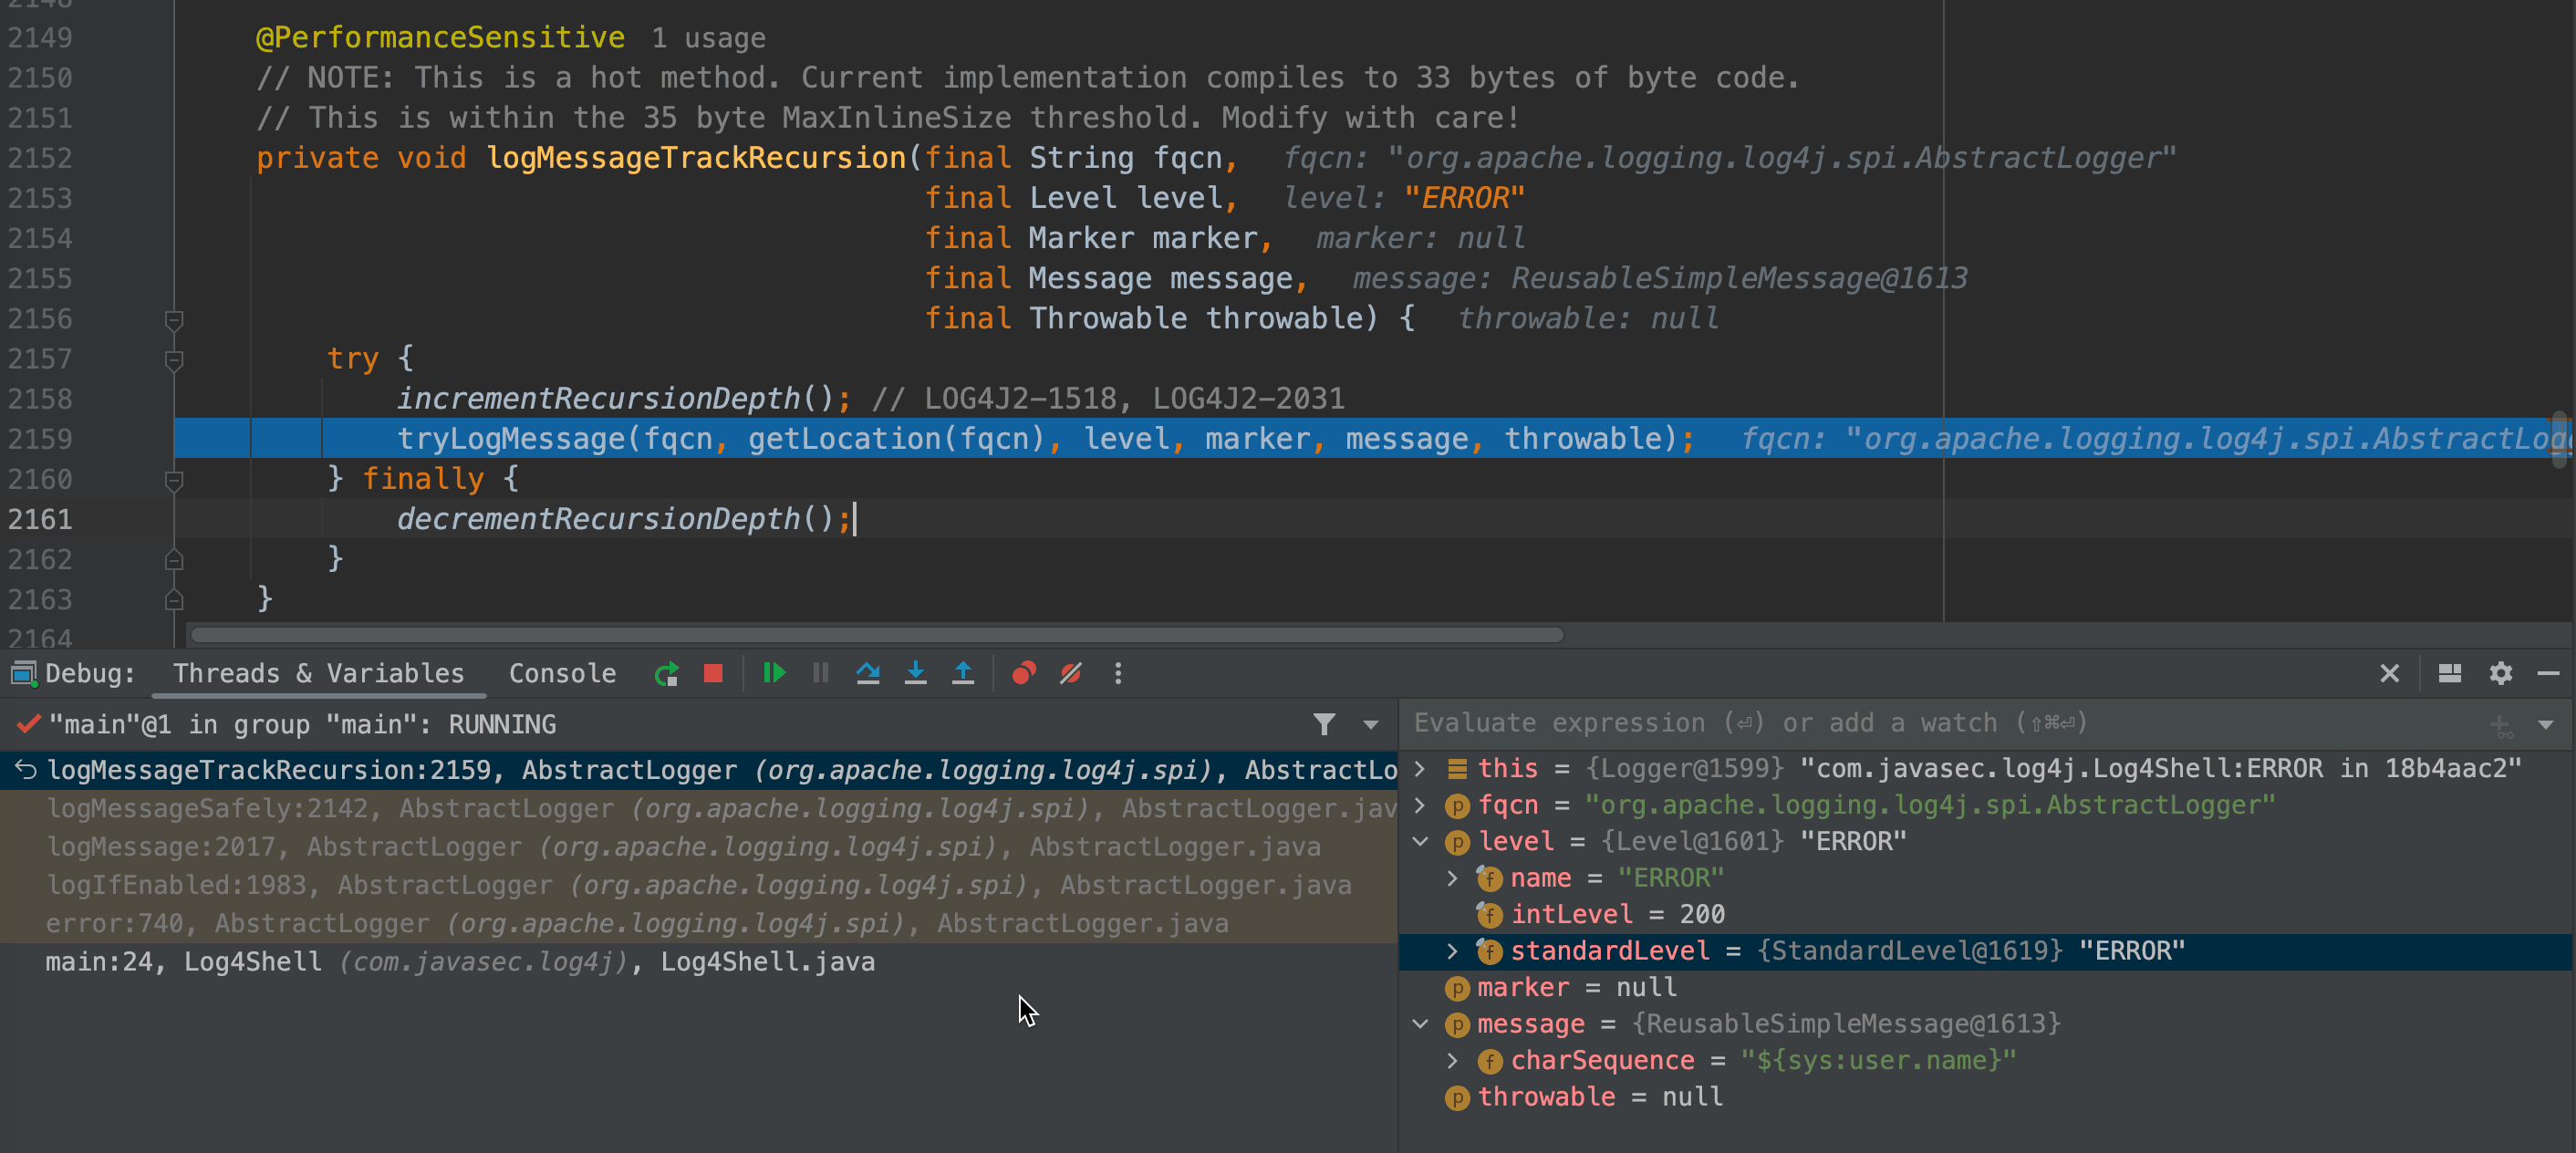 2148
2149 @PerformanceSensitive 1 usage
2150 // NOTE: This is a hot method. Current implementation compiles to 33 bytes of byte code.
2151 // This is within the 35 byte MaxInlineSize threshold. Modify with care!
2152 private void logMessageTrackRecursion(final String fqcn, fqcn: "org.apache.logging.log4j.spi.AbstractLogger"
2153 final Level level, level: "ERROR"
2154 final Marker marker, marker: null
2155 final Message message, message: ReusableSimpleMessage@1613
2156 final Throwable throwable) { throwable: null
2157 try {
2158 incrementRecursionDepth(); // LOG4J2-1518, LOG4J2-2031
2159 tryLogMessage(fqcn, getLocation(fqcn), level, marker, message, throwable); fqcn: "org.apache.logging.log4j.spi.AbstractLogg
2160 } finally {
2161 decrementRecursionDepth();
2162 }
2163 }
2164
Debug: Threads & Variables Console
"main"@1 in group "main": RUNNING
logMessageTrackRecursion:2159, AbstractLogger (org.apache.logging.log4j.spi), AbstractLo
logMessageSafely:2142, AbstractLogger (org.apache.logging.log4j.spi), AbstractLogger.jav
logMessage:2017, AbstractLogger (org.apache.logging.log4j.spi), AbstractLogger.java
logIfEnabled:1983, AbstractLogger (org.apache.logging.log4j.spi), AbstractLogger.java
error:740, AbstractLogger (org.apache.logging.log4j.spi), AbstractLogger.java
main:24, Log4Shell (com.javasec.log4j), Log4Shell.java
Evaluate expression (⏎) or add a watch (⇧⌘⏎)
this = {Logger@1599} "com.javasec.log4j.Log4Shell:ERROR in 18b4aac2"
p fqcn = "org.apache.logging.log4j.spi.AbstractLogger"
p level = {Level@1601} "ERROR"
f name = "ERROR"
f intLevel = 200
f standardLevel = {StandardLevel@1619} "ERROR"
p marker = null
p message = {ReusableSimpleMessage@1613}
f charSequence = "${sys:user.name}"
p throwable = null